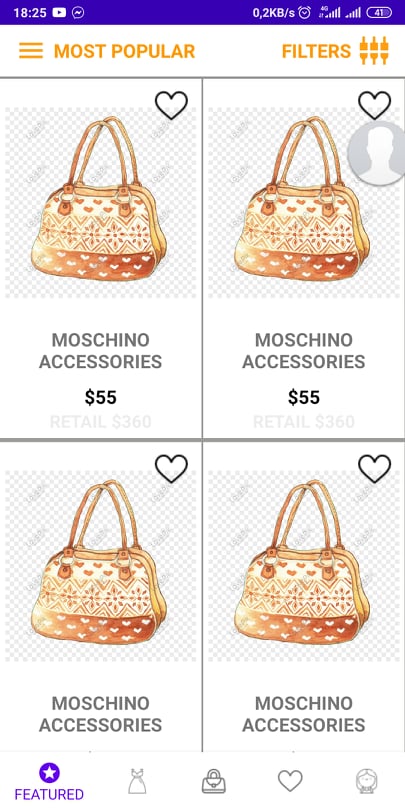 18:25 0,2KB/s 4G 41
MOST POPULAR FILTERS
MOSCHINO
ACCESSORIES
$55
RETAIL $360
MOSCHINO
ACCESSORIES
$55
RETAIL $360
MOSCHINO
ACCESSORIES
MOSCHINO
ACCESSORIES
FEATURED